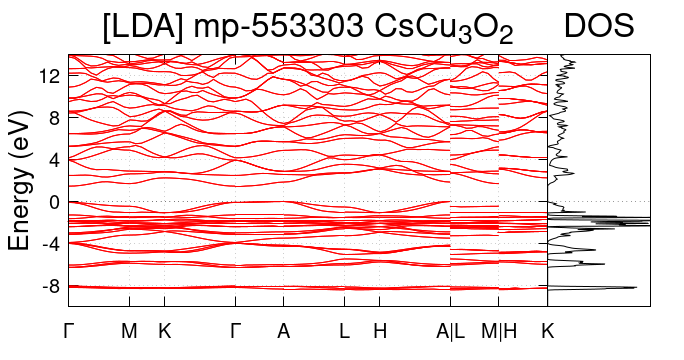 [LDA] mp-553303 CsCu₃O₂ DOS
Energy (eV)
12
8
4
0
-4
-8
Γ M K Γ A L H A|L M|H K